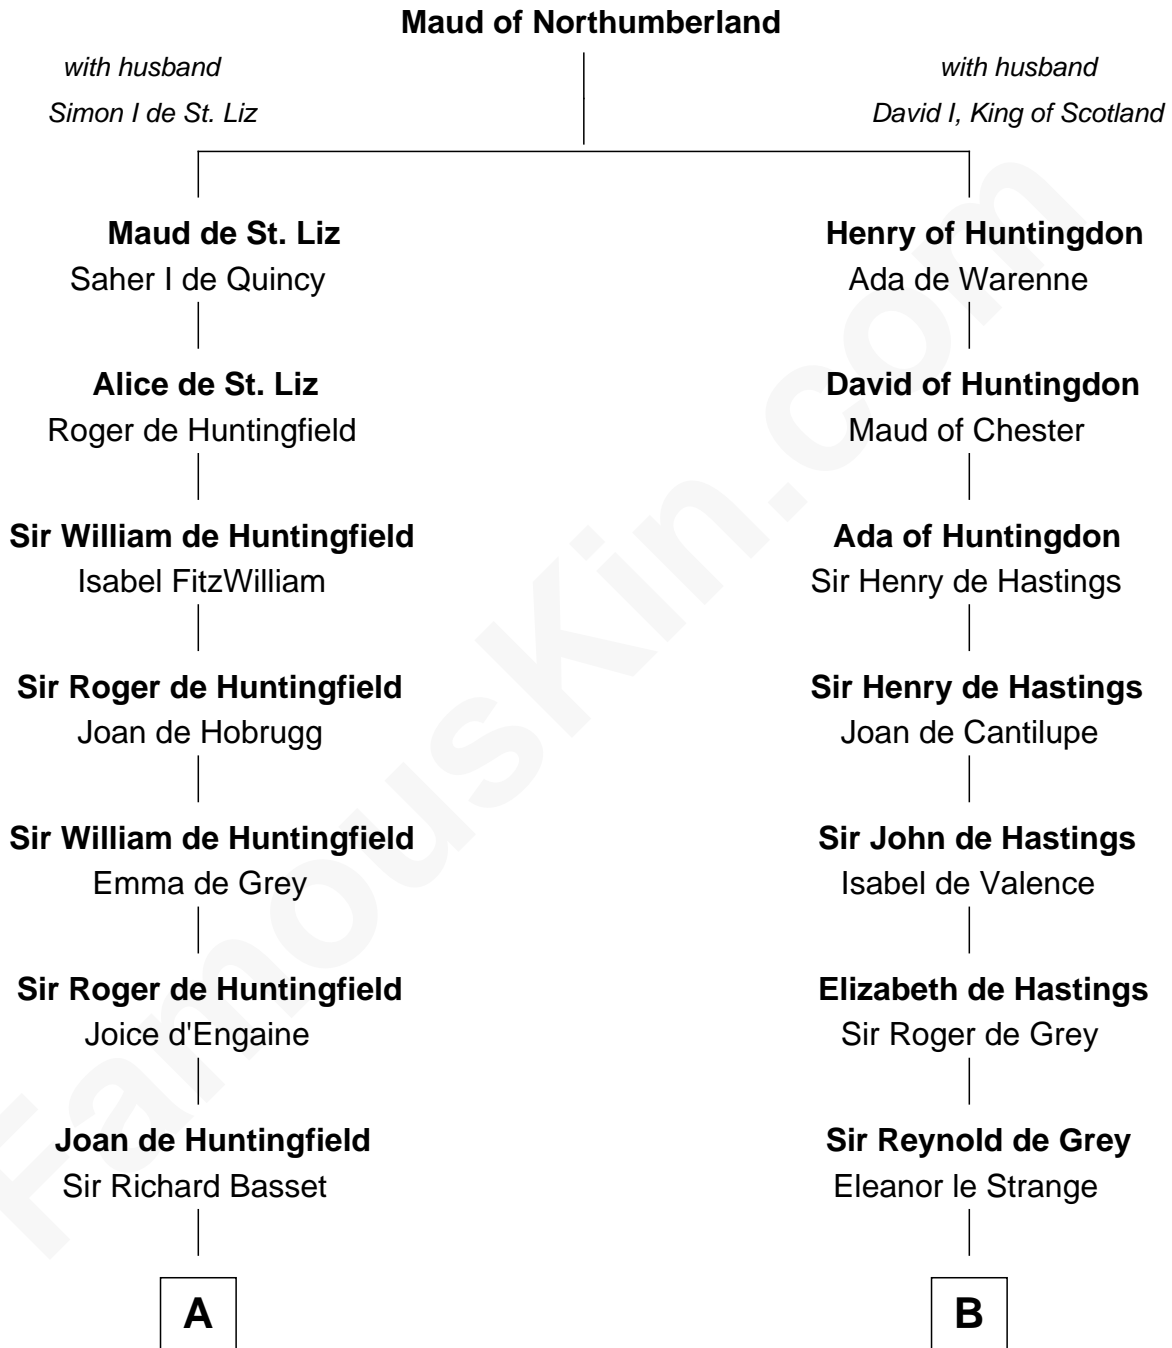 Maud of Northumberland
with husband
Simon I de St. Liz
with husband
David I, King of Scotland
Maud de St. Liz
Saher I de Quincy
Henry of Huntingdon
Ada de Warenne
Alice de St. Liz
Roger de Huntingfield
David of Huntingdon
Maud of Chester
Sir William de Huntingfield
Isabel FitzWilliam
Ada of Huntingdon
Sir Henry de Hastings
Sir Roger de Huntingfield
Joan de Hobrugg
Sir Henry de Hastings
Joan de Cantilupe
Sir William de Huntingfield
Emma de Grey
Sir John de Hastings
Isabel de Valence
Sir Roger de Huntingfield
Joice d'Engaine
Elizabeth de Hastings
Sir Roger de Grey
Joan de Huntingfield
Sir Richard Basset
Sir Reynold de Grey
Eleanor le Strange
A
B
FamousKin.com